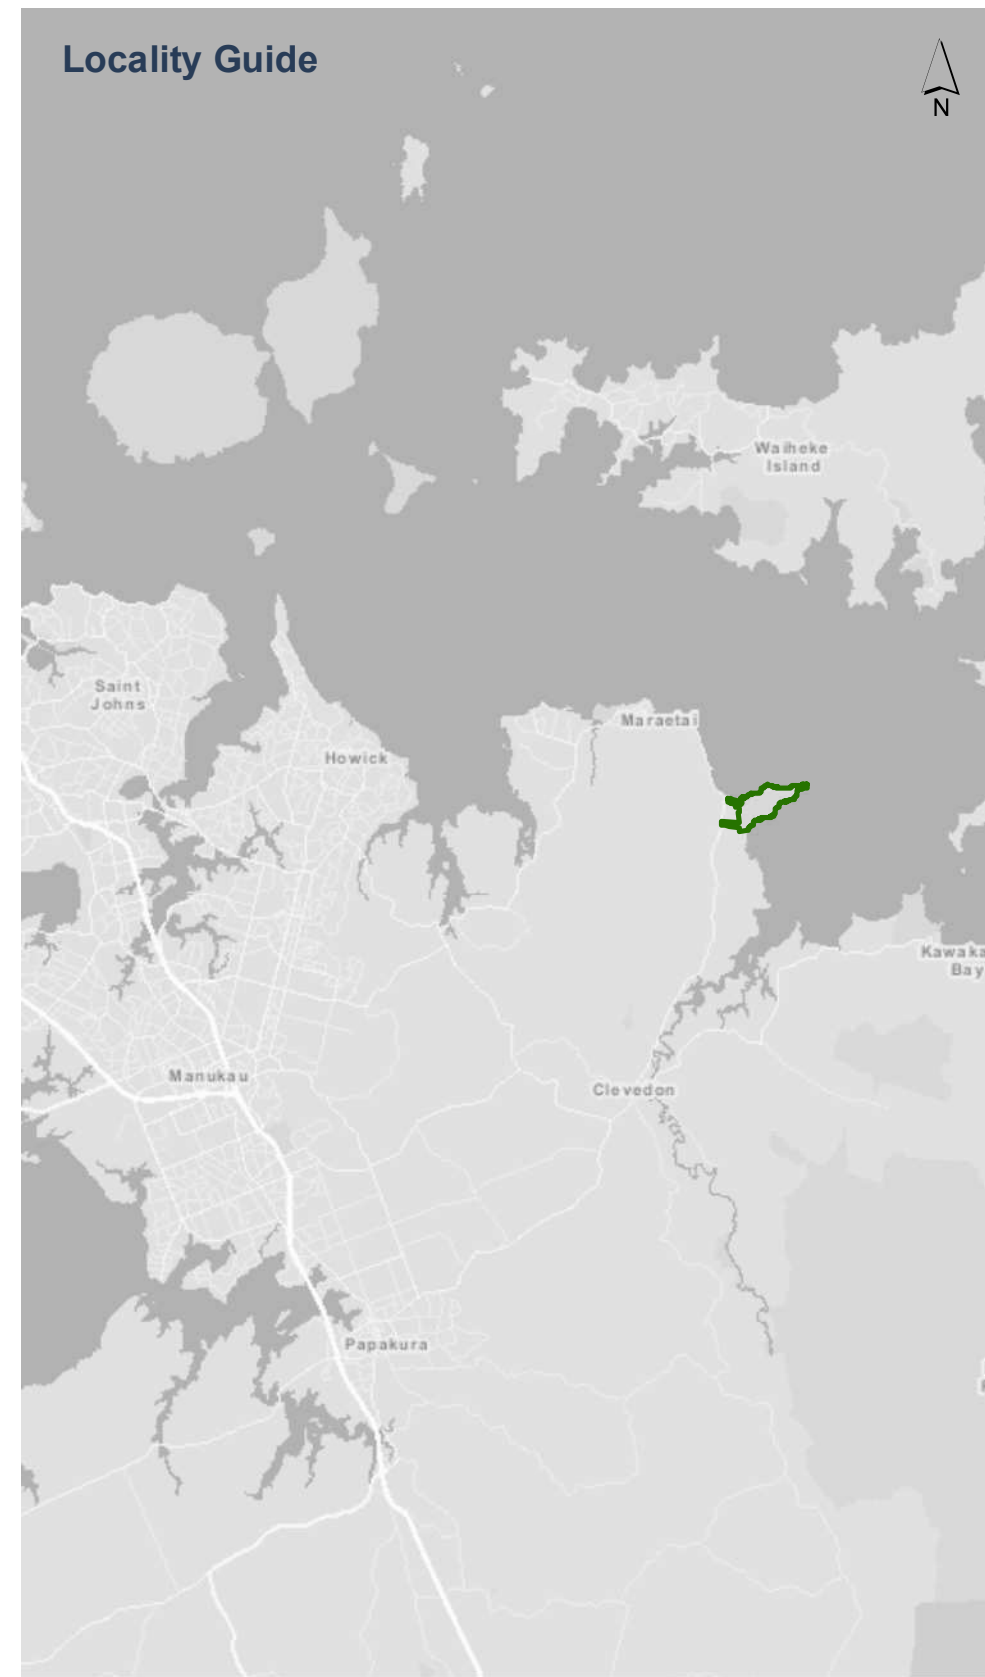 Locality Guide
N
Waiheke
Island
Saint
Johns
Maraetai
Howick
Kawaka
Bay
Manukau
Clevedon
Papakura